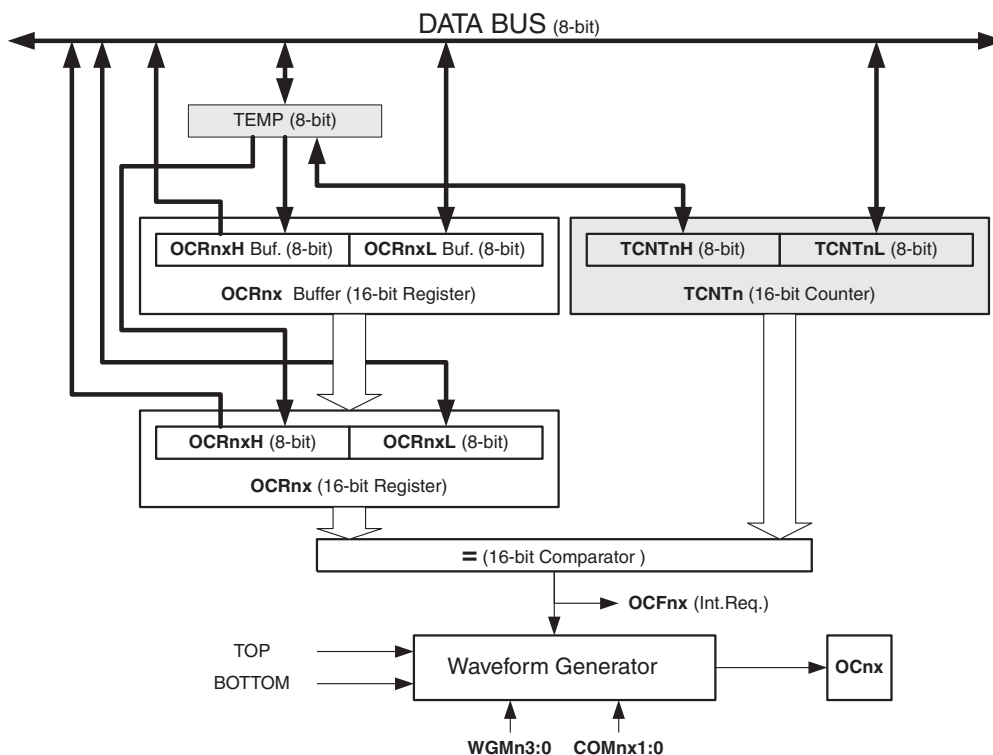 DATA BUS (8-bit)
TEMP (8-bit)
OCRnxH Buf. (8-bit)
OCRnxL Buf. (8-bit)
TCNTnH (8-bit)
TCNTnL (8-bit)
OCRnx Buffer (16-bit Register)
TCNTn (16-bit Counter)
OCRnxH (8-bit)
OCRnxL (8-bit)
OCRnx (16-bit Register)
= (16-bit Comparator )
OCFnx (Int.Req.)
TOP
BOTTOM
Waveform Generator
OCnx
WGMn3:0
COMnx1:0